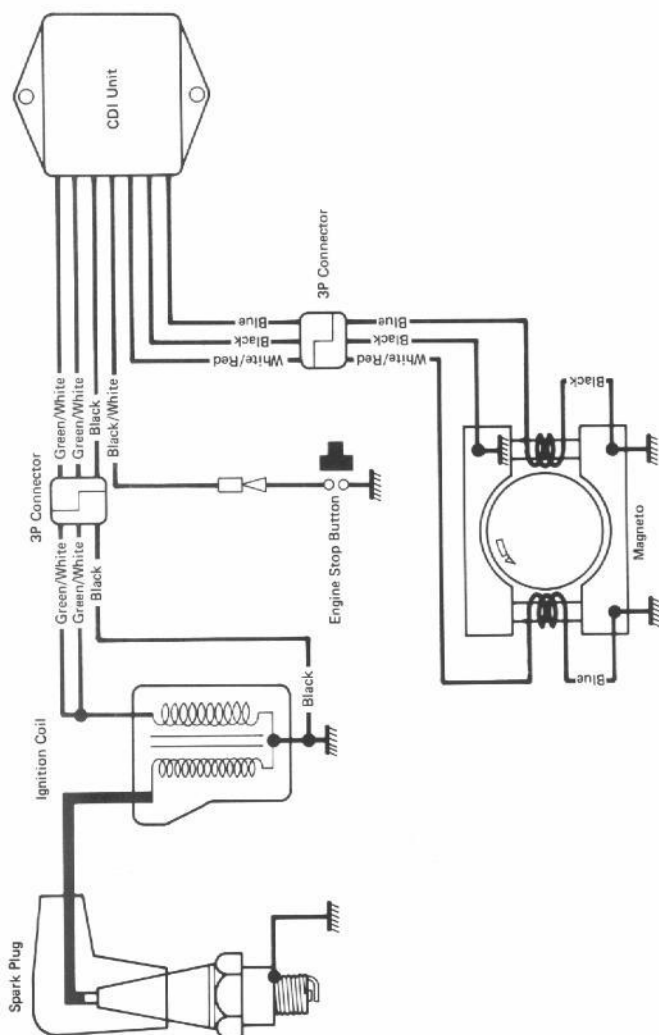 CDI Unit
Green/White
Green/White
Black
Black/White
3P Connector
Green/White
Green/White
Black
3P Connector
Blue
Black
White/Red
Blue
Black
White/Red
Engine Stop Button
Black
Ignition Coil
Black
Blue
Magneto
Spark Plug